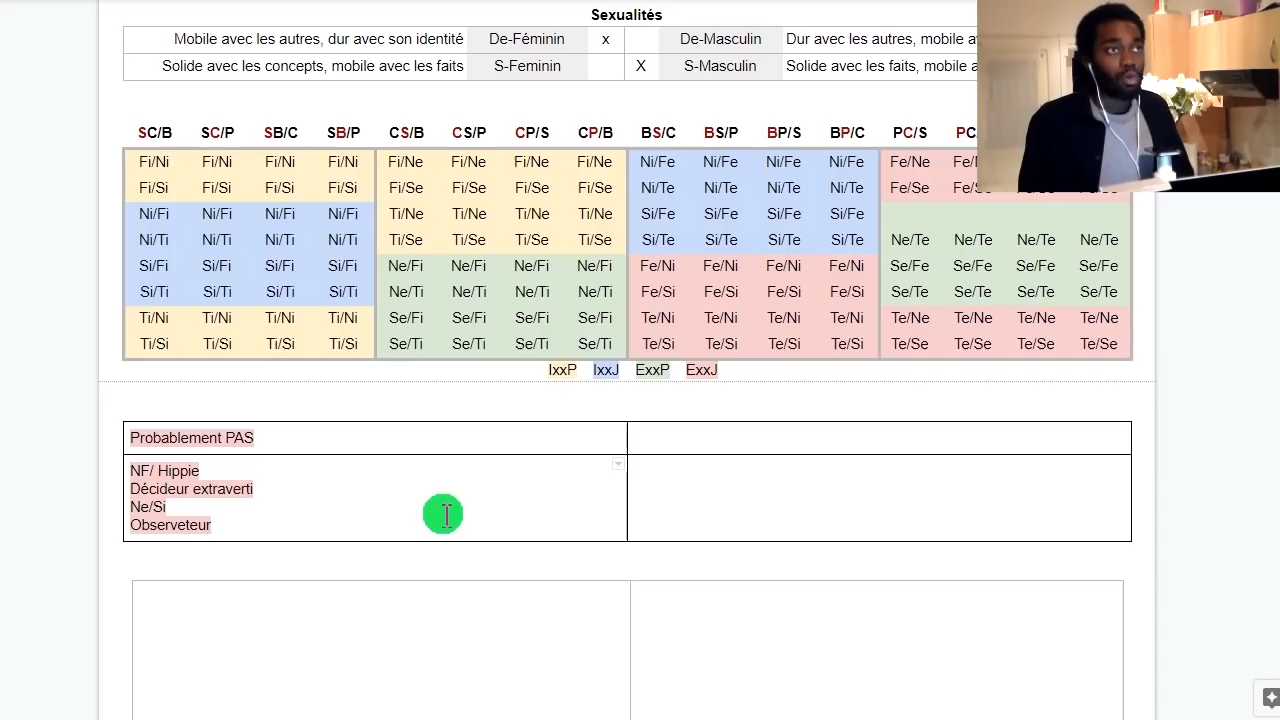 Sexualités
Mobile avec les autres, dur avec son identité De-Féminin x De-Masculin Dur avec les autres, mobile
Solide avec les concepts, mobile avec les faits S-Feminin X S-Masculin Solide avec les faits, mobile
SC/B SC/P SB/C SB/P CS/B CS/P CP/S CP/B BS/C BS/P BP/S BP/C PC/S
Fi/Ni Fi/Ni Fi/Ni Fi/Ni Fi/Ne Fi/Ne Fi/Ne Fi/Ne Ni/Fe Ni/Fe Ni/Fe Ni/Fe Fe/Ne
Fi/Si Fi/Si Fi/Si Fi/Si Fi/Se Fi/Se Fi/Se Fi/Se Ni/Te Ni/Te Ni/Te Ni/Te Fe/Se
Ni/Fi Ni/Fi Ni/Fi Ni/Fi Ti/Ne Ti/Ne Ti/Ne Ti/Ne Si/Fe Si/Fe Si/Fe Si/Fe
Ni/Ti Ni/Ti Ni/Ti Ni/Ti Ti/Se Ti/Se Ti/Se Ti/Se Si/Te Si/Te Si/Te Si/Te Ne/Te Ne/Te Ne/Te Ne/Te
Si/Fi Si/Fi Si/Fi Si/Fi Ne/Fi Ne/Fi Ne/Fi Ne/Fi Fe/Ni Fe/Ni Fe/Ni Fe/Ni Se/Fe Se/Fe Se/Fe Se/Fe
Si/Ti Si/Ti Si/Ti Si/Ti Ne/Ti Ne/Ti Ne/Ti Ne/Ti Fe/Si Fe/Si Fe/Si Fe/Si Se/Te Se/Te Se/Te Se/Te
Ti/Ni Ti/Ni Ti/Ni Ti/Ni Se/Fi Se/Fi Se/Fi Se/Fi Te/Ni Te/Ni Te/Ni Te/Ni Te/Ne Te/Ne Te/Ne Te/Ne
Ti/Si Ti/Si Ti/Si Ti/Si Se/Ti Se/Ti Se/Ti Se/Ti Te/Si Te/Si Te/Si Te/Si Te/Se Te/Se Te/Se Te/Se
IxxP IxxJ ExxP ExxJ
Probablement PAS
NF/ Hippie
Décideur extraverti
Ne/Si
Observeteur